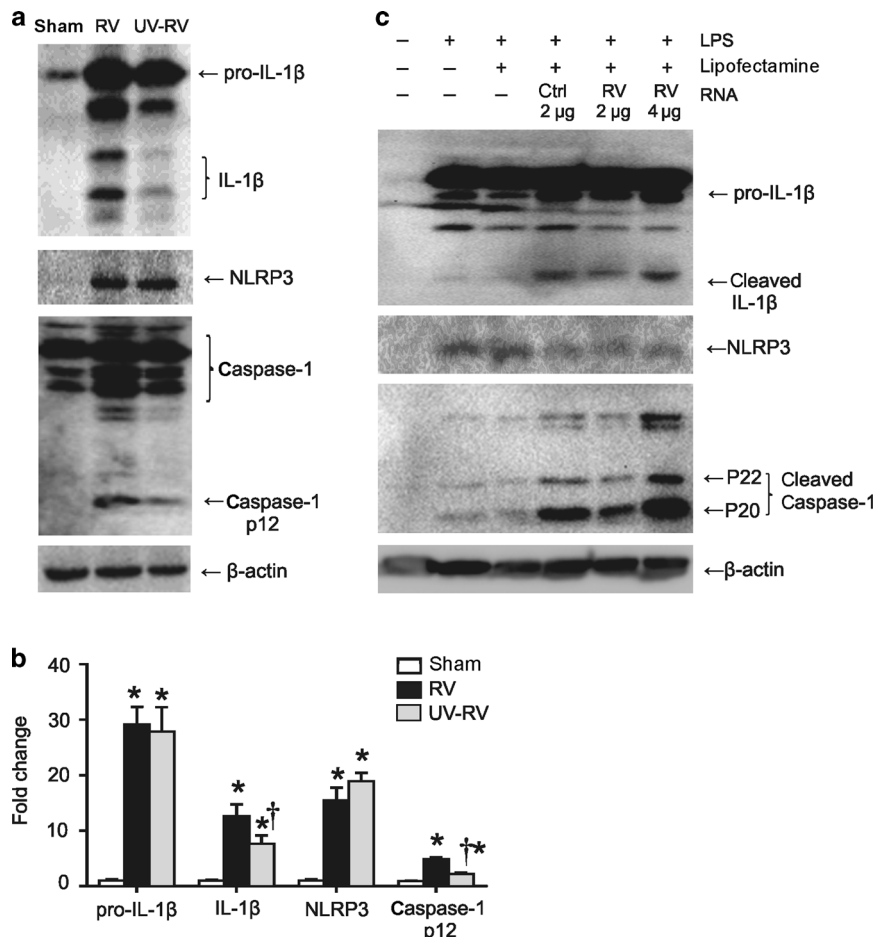 a
Sham RV UV-RV
← pro-IL-1β
IL-1β
← NLRP3
Caspase-1
← Caspase-1
p12
← β-actin
c
– + + + + + LPS
– – + + + + Lipofectamine
– – – Ctrl RV RV RNA
2 µg 2 µg 4 µg
← pro-IL-1β
← Cleaved
IL-1β
←NLRP3
←P22
←P20
Cleaved
Caspase-1
←β-actin
b
Fold change
40
30
20
10
0
Sham
RV
UV-RV
* *
* *†
* *
* †*
pro-IL-1β IL-1β NLRP3 Caspase-1
p12